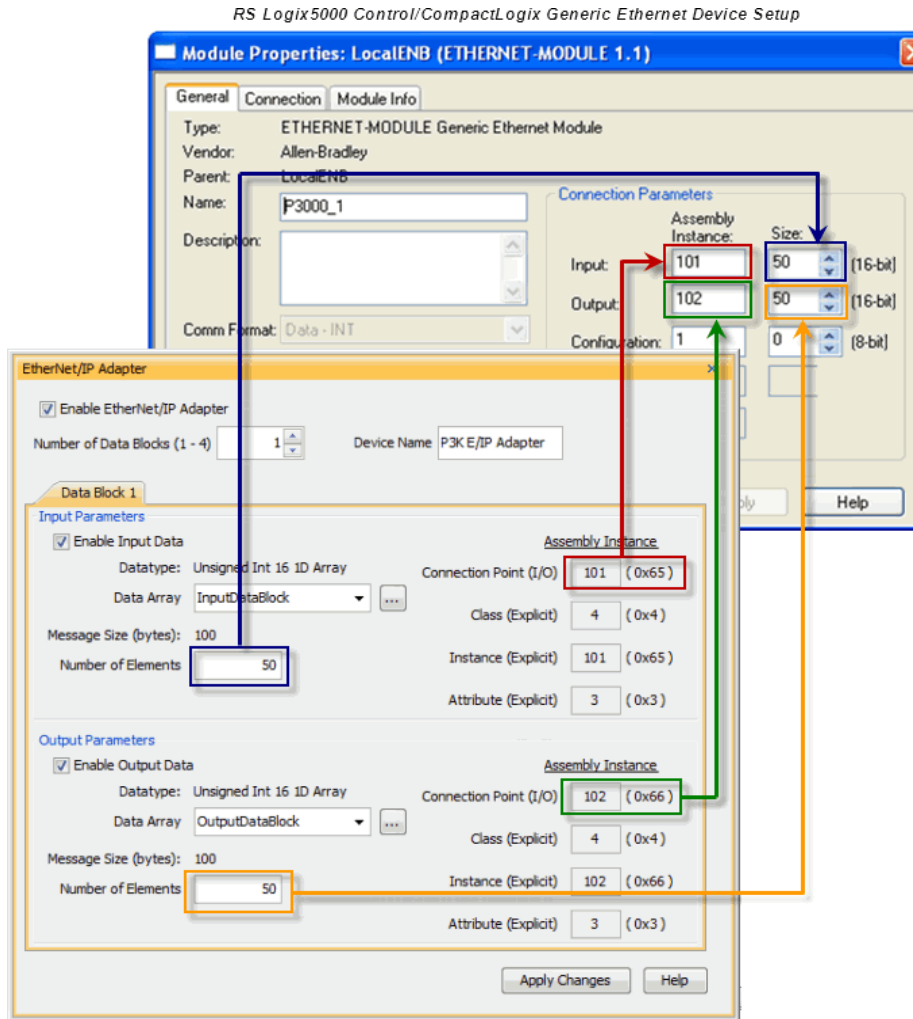 RS Logix5000 Control/CompactLogix Generic Ethernet Device Setup
Module Properties: LocalENB (ETHERNET-MODULE 1.1)
General Connection Module Info
Type: ETHERNET-MODULE Generic Ethernet Module
Vendor: Allen-Bradley
Parent: LocalENB
Name: P3000_1
Description:
Comm Format: Data - INT
Connection Parameters
Assembly
Instance: Size:
Input: 101 50 (16-bit)
Output: 102 50 (16-bit)
Configuration: 1 0 (8-bit)
Help
EtherNet/IP Adapter
Enable EtherNet/IP Adapter
Number of Data Blocks (1 - 4) 1 Device Name P3K E/IP Adapter
Data Block 1
Input Parameters
Enable Input Data Assembly Instance
Datatype: Unsigned Int 16 1D Array Connection Point (I/O) 101 (0x65)
Data Array InputDataBlock ... Class (Explicit) 4 (0x4)
Message Size (bytes): 100
Number of Elements 50 Instance (Explicit) 101 (0x65)
Attribute (Explicit) 3 (0x3)
Output Parameters
Enable Output Data Assembly Instance
Datatype: Unsigned Int 16 1D Array Connection Point (I/O) 102 (0x66)
Data Array OutputDataBlock ... Class (Explicit) 4 (0x4)
Message Size (bytes): 100
Number of Elements 50 Instance (Explicit) 102 (0x66)
Attribute (Explicit) 3 (0x3)
Apply Changes Help